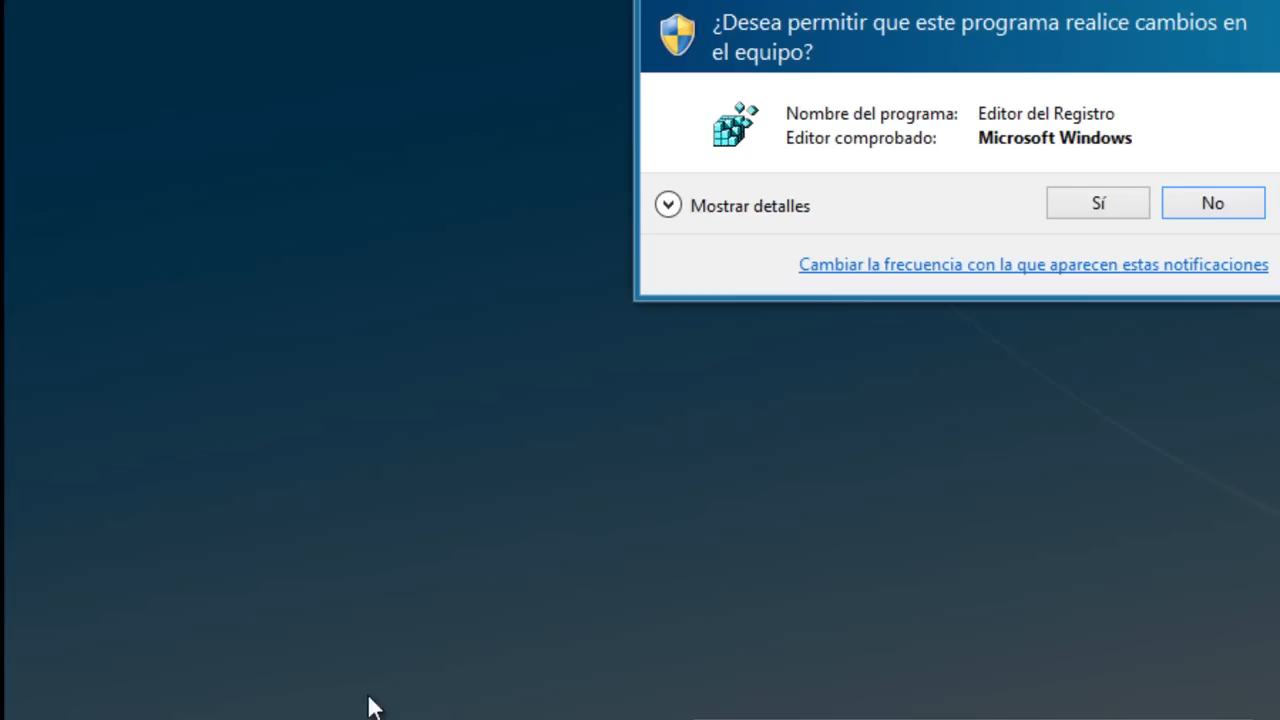 ¿Desea permitir que este programa realice cambios en
el equipo?
Nombre del programa: Editor del Registro
Editor comprobado: Microsoft Windows
Mostrar detalles
Sí
No
Cambiar la frecuencia con la que aparecen estas notificaciones